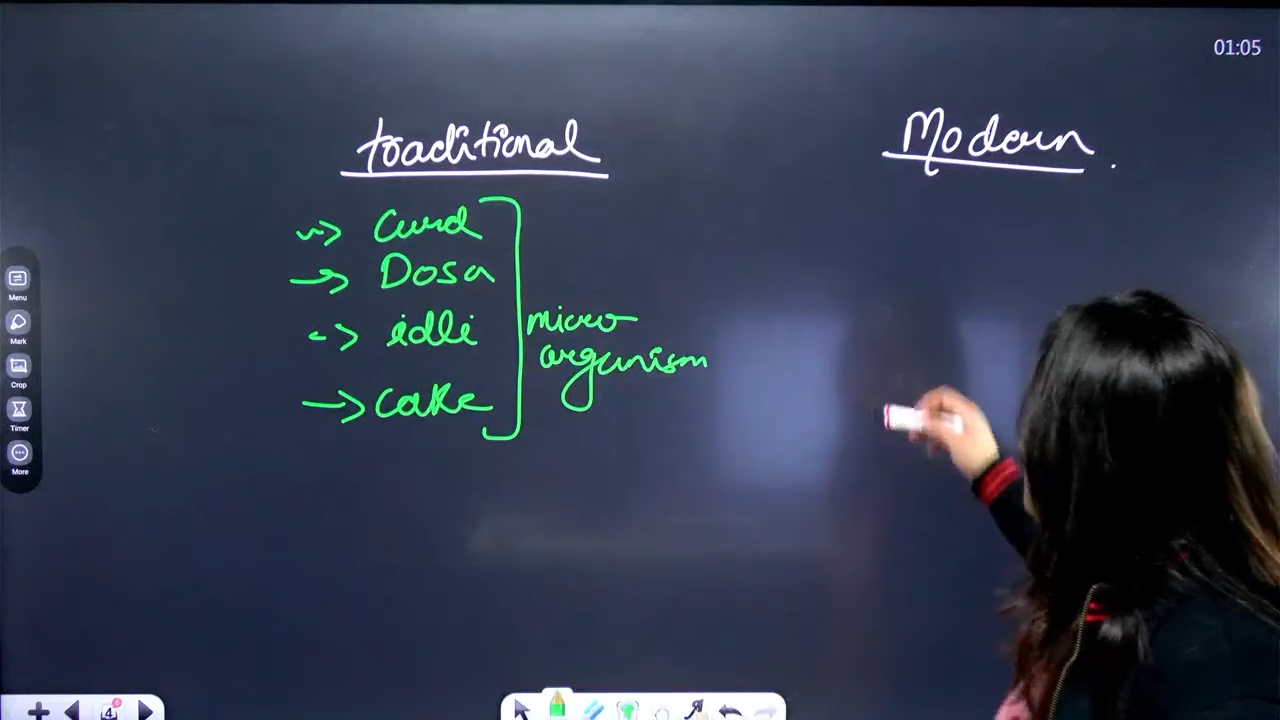 01:05
traditional
Modern
→ Curd
→ Dosa
→ idli
→ Cake
micro
organism
Menu
Mark
Crop
Timer
More
4